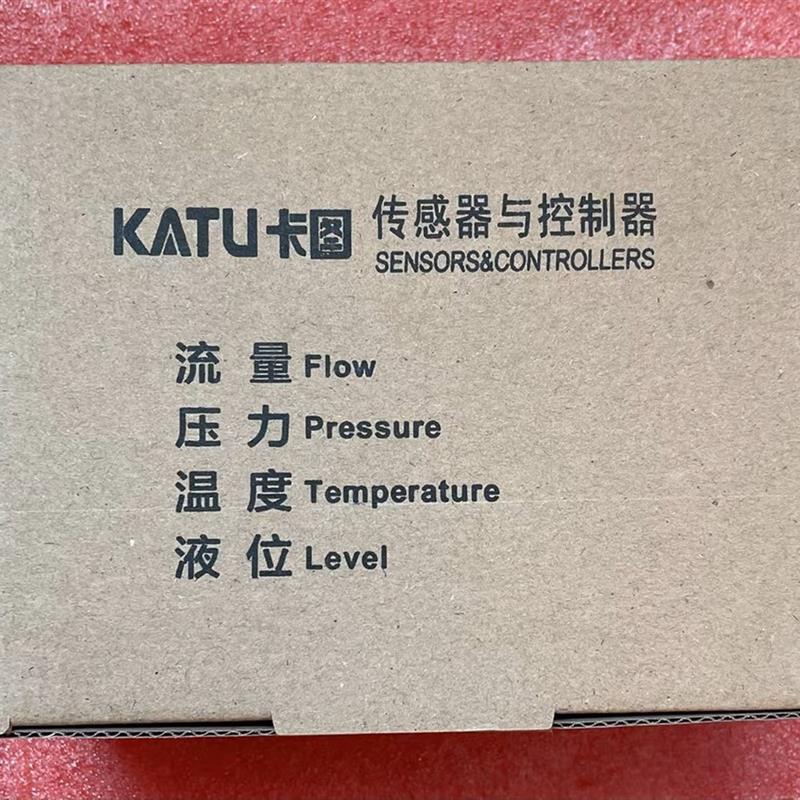 KATU卡图 传感器与控制器
SENSORS&CONTROLLERS
流量 Flow
压力 Pressure
温度 Temperature
液位 Level